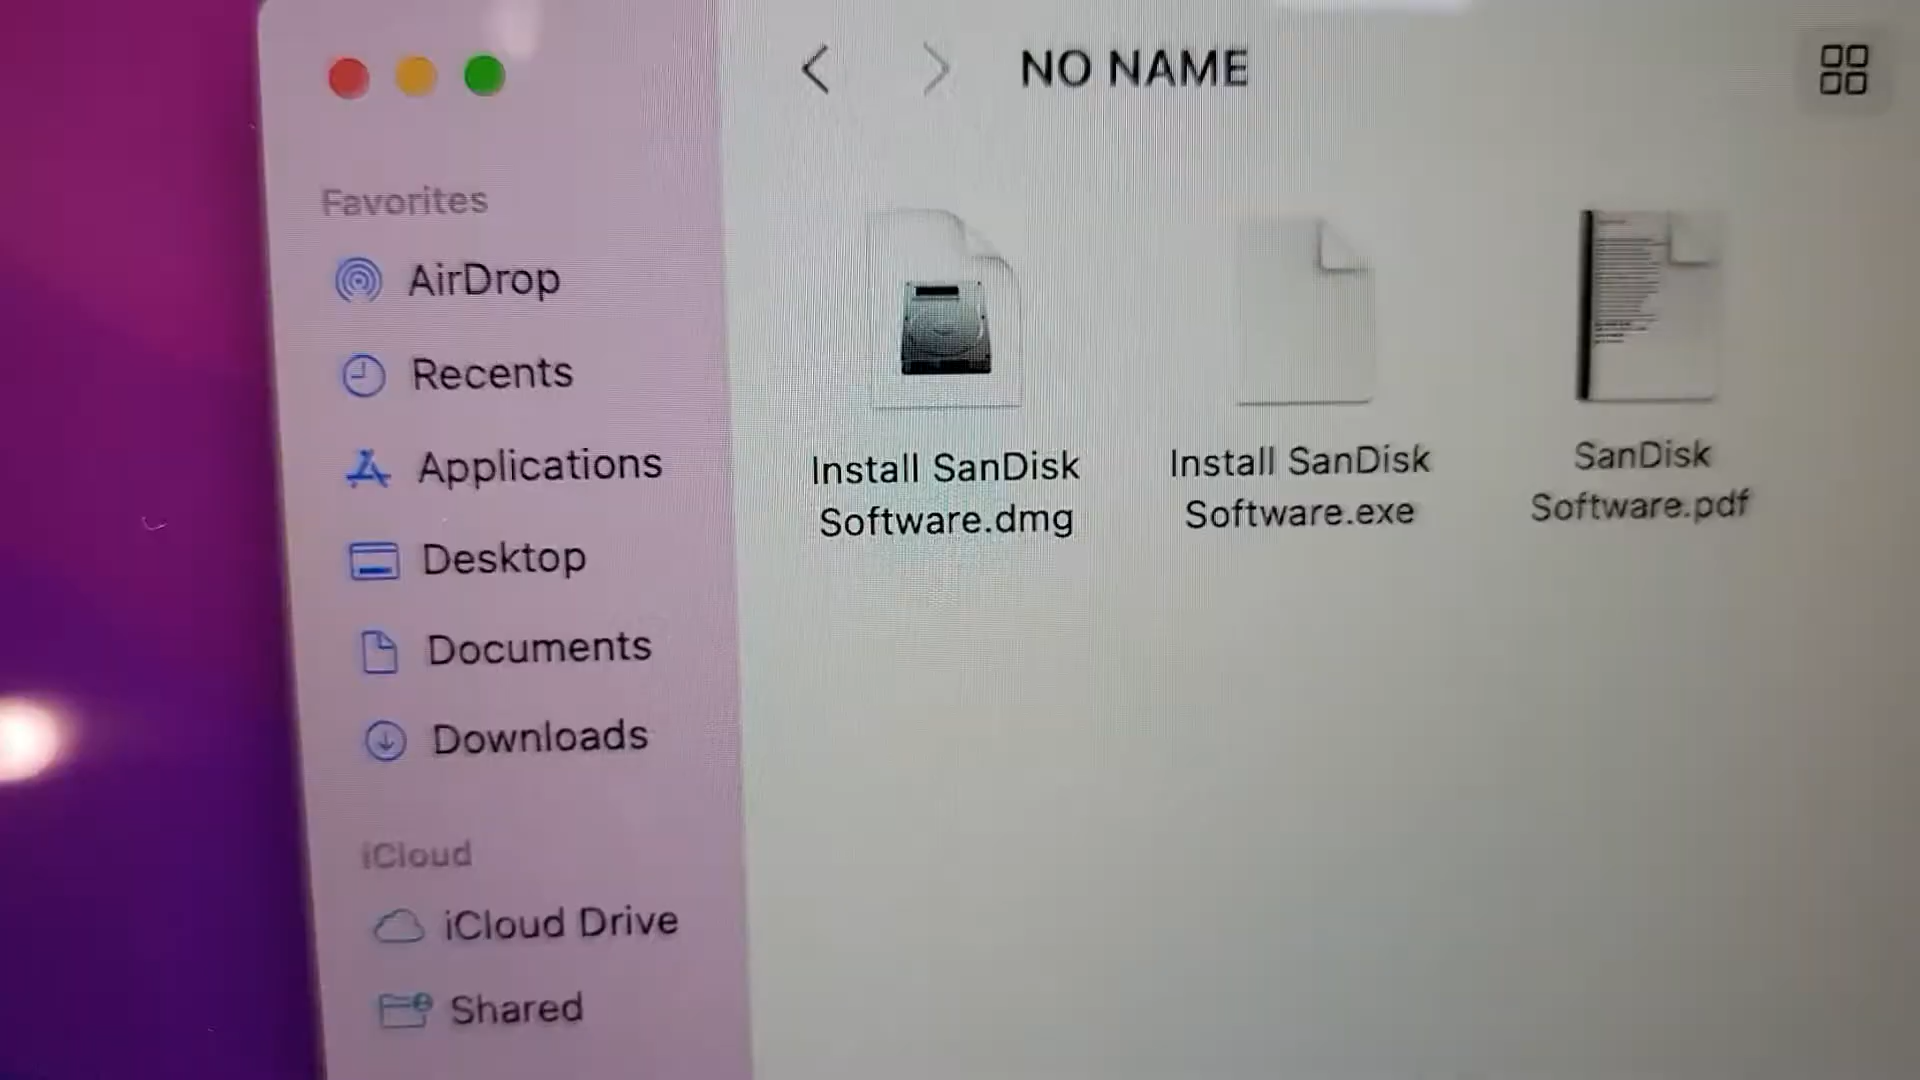 NO NAME
Favorites
AirDrop
Recents
Applications
Desktop
Documents
Downloads
iCloud
iCloud Drive
Shared
Install SanDisk
Software.dmg
Install SanDisk
Software.exe
SanDisk
Software.pdf